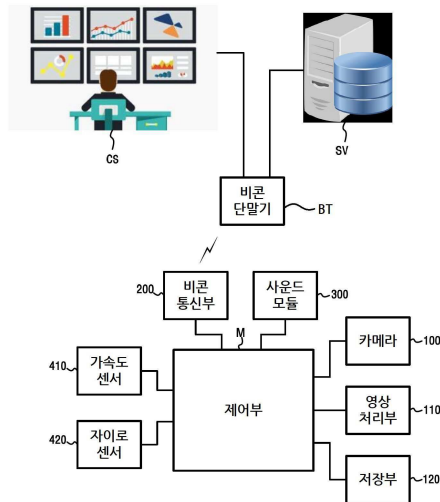 CS
SV
비콘
단말기
BT
200
비콘
통신부
사운드
모듈
300
M
410
가속도
센서
제어부
카메라
100
영상
처리부
110
420
자이로
센서
저장부
120